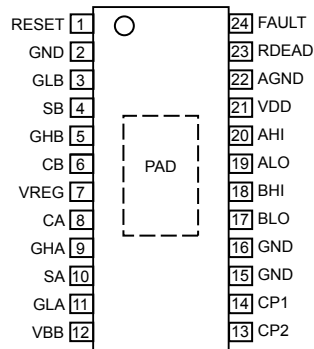 RESET 1 24 FAULT
GND 2 23 RDEAD
GLB 3 22 AGND
SB 4 21 VDD
GHB 5 20 AHI
CB 6 PAD 19 ALO
VREG 7 18 BHI
CA 8 17 BLO
GHA 9 16 GND
SA 10 15 GND
GLA 11 14 CP1
VBB 12 13 CP2